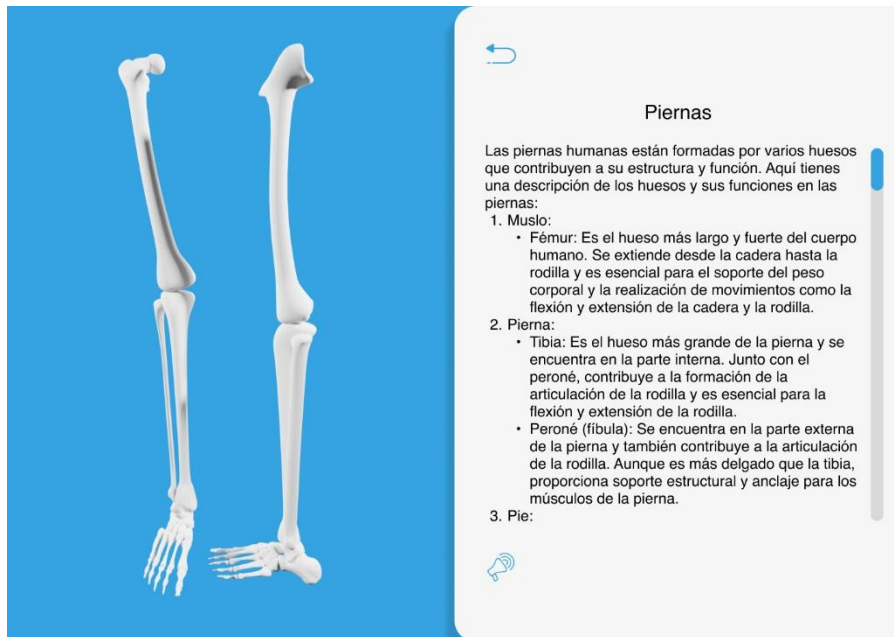 Piernas
Las piernas humanas están formadas por varios huesos
que contribuyen a su estructura y función. Aquí tienes
una descripción de los huesos y sus funciones en las
piernas:
1. Muslo:
• Fémur: Es el hueso más largo y fuerte del cuerpo
humano. Se extiende desde la cadera hasta la
rodilla y es esencial para el soporte del peso
corporal y la realización de movimientos como la
flexión y extensión de la cadera y la rodilla.
2. Pierna:
• Tibia: Es el hueso más grande de la pierna y se
encuentra en la parte interna. Junto con el
peroné, contribuye a la formación de la
articulación de la rodilla y es esencial para la
flexión y extensión de la rodilla.
• Peroné (fíbula): Se encuentra en la parte externa
de la pierna y también contribuye a la articulación
de la rodilla. Aunque es más delgado que la tibia,
proporciona soporte estructural y anclaje para los
músculos de la pierna.
3. Pie: